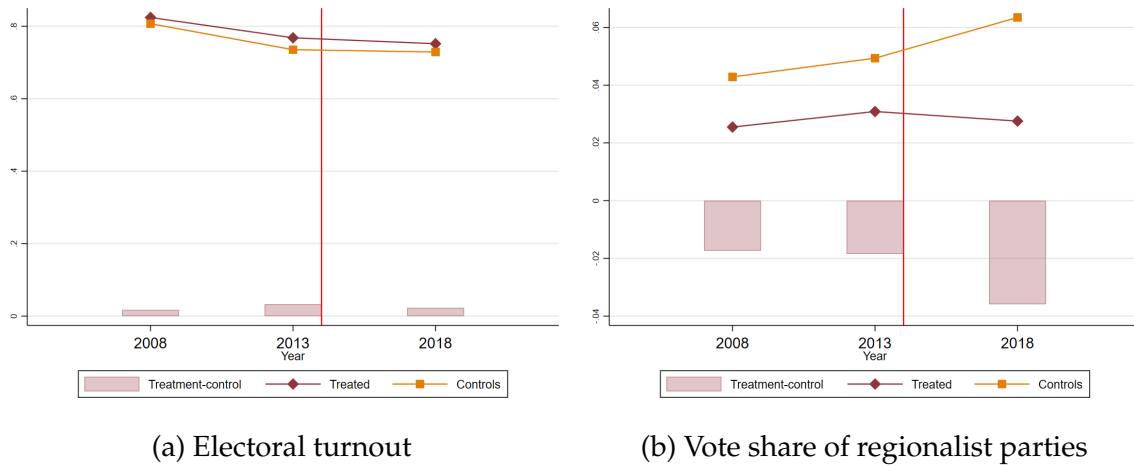 .8
.6
.4
.2
0
2008 2013 2018
Year
Treatment-control Treated Controls
(a) Electoral turnout
.06
.04
.02
0
-.02
-.04
2008 2013 2018
Year
Treatment-control Treated Controls
(b) Vote share of regionalist parties